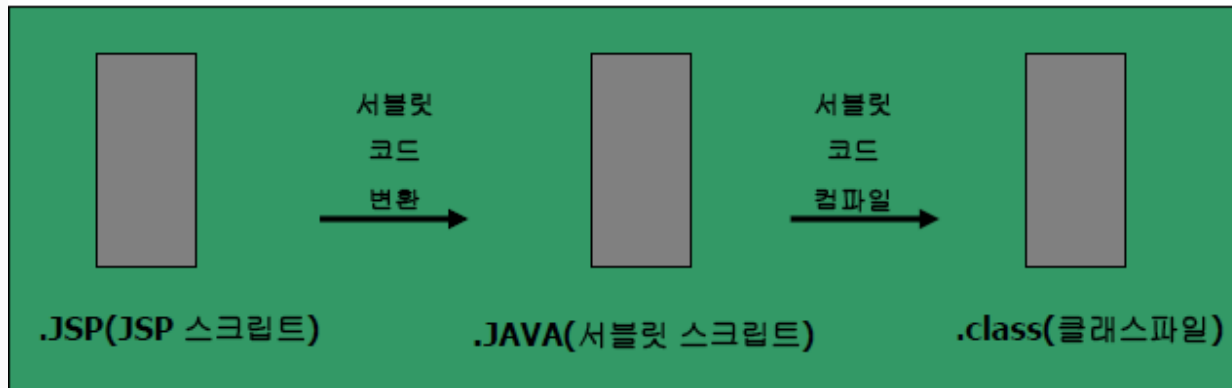 서블릿
코드
변환
서블릿
코드
컴파일
.JSP(JSP 스크립트)
.JAVA(서블릿 스크립트)
.class(클래스파일)